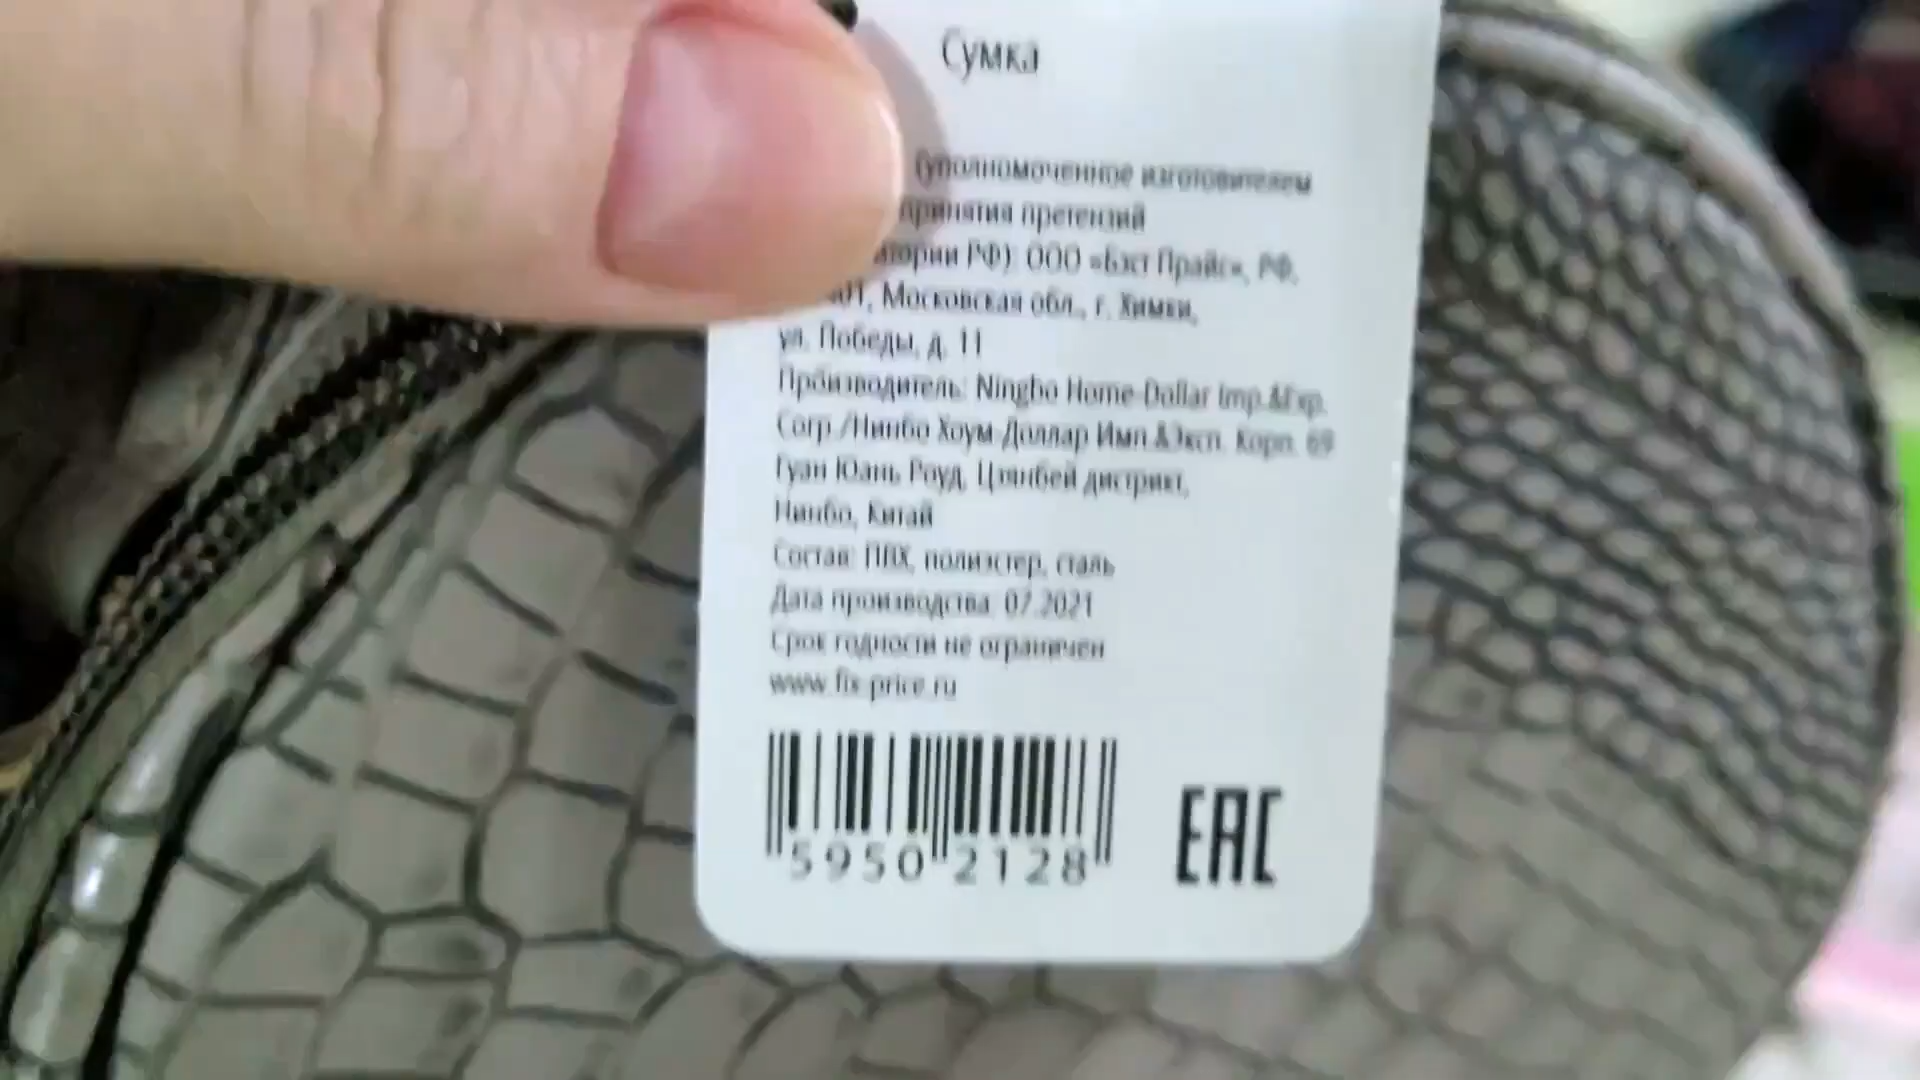 Сумка
(уполномоченное изготовителем
принятия претензий
РФ): ООО «Бэст Прайс», РФ,
401, Московская обл., г. Химки,
ул. Победы, д. 11
Производитель: Ningbo Home-Dollar Imp.&Exp.
Corp./Нинбо Хоум-Доллар Имп.&Эксп. Корп. 69
Гуан Юань Роуд, Цзянбей дистрикт,
Нинбо, Китай
Состав: ПВХ, полиэстер, сталь
Дата производства: 07.2021
Срок годности не ограничен
www.fix-price.ru
5950 2128
EAC